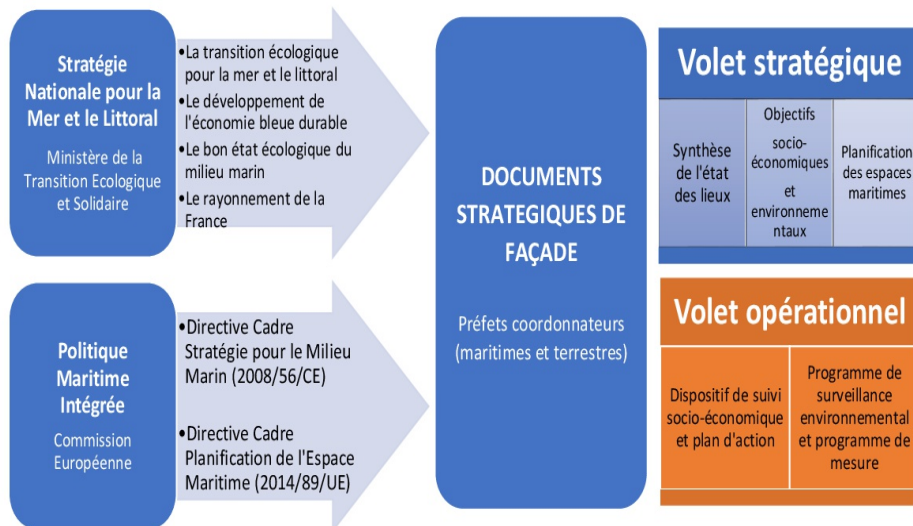 Stratégie
Nationale pour la
Mer et le Littoral
Ministère de la
Transition Ecologique
et Solidaire
•La transition écologique
pour la mer et le littoral
•Le développement de
l'économie bleue durable
•Le bon état écologique du
milieu marin
•Le rayonnement de la
France
Politique
Maritime
Intégrée
Commission
Européenne
•Directive Cadre
Stratégie pour le Milieu
Marin (2008/56/CE)
•Directive Cadre
Planification de l'Espace
Maritime (2014/89/UE)
DOCUMENTS
STRATEGIQUES DE
FAÇADE
Préfets coordonnateurs
(maritimes et terrestres)
Volet stratégique
Synthèse
de l'état
des lieux
Objectifs
socio-
économiques
et
environneme
ntaux
Planification
des espaces
maritimes
Volet opérationnel
Dispositif de suivi
socio-économique
et plan d'action
Programme de
surveillance
environnemental
et programme de
mesure